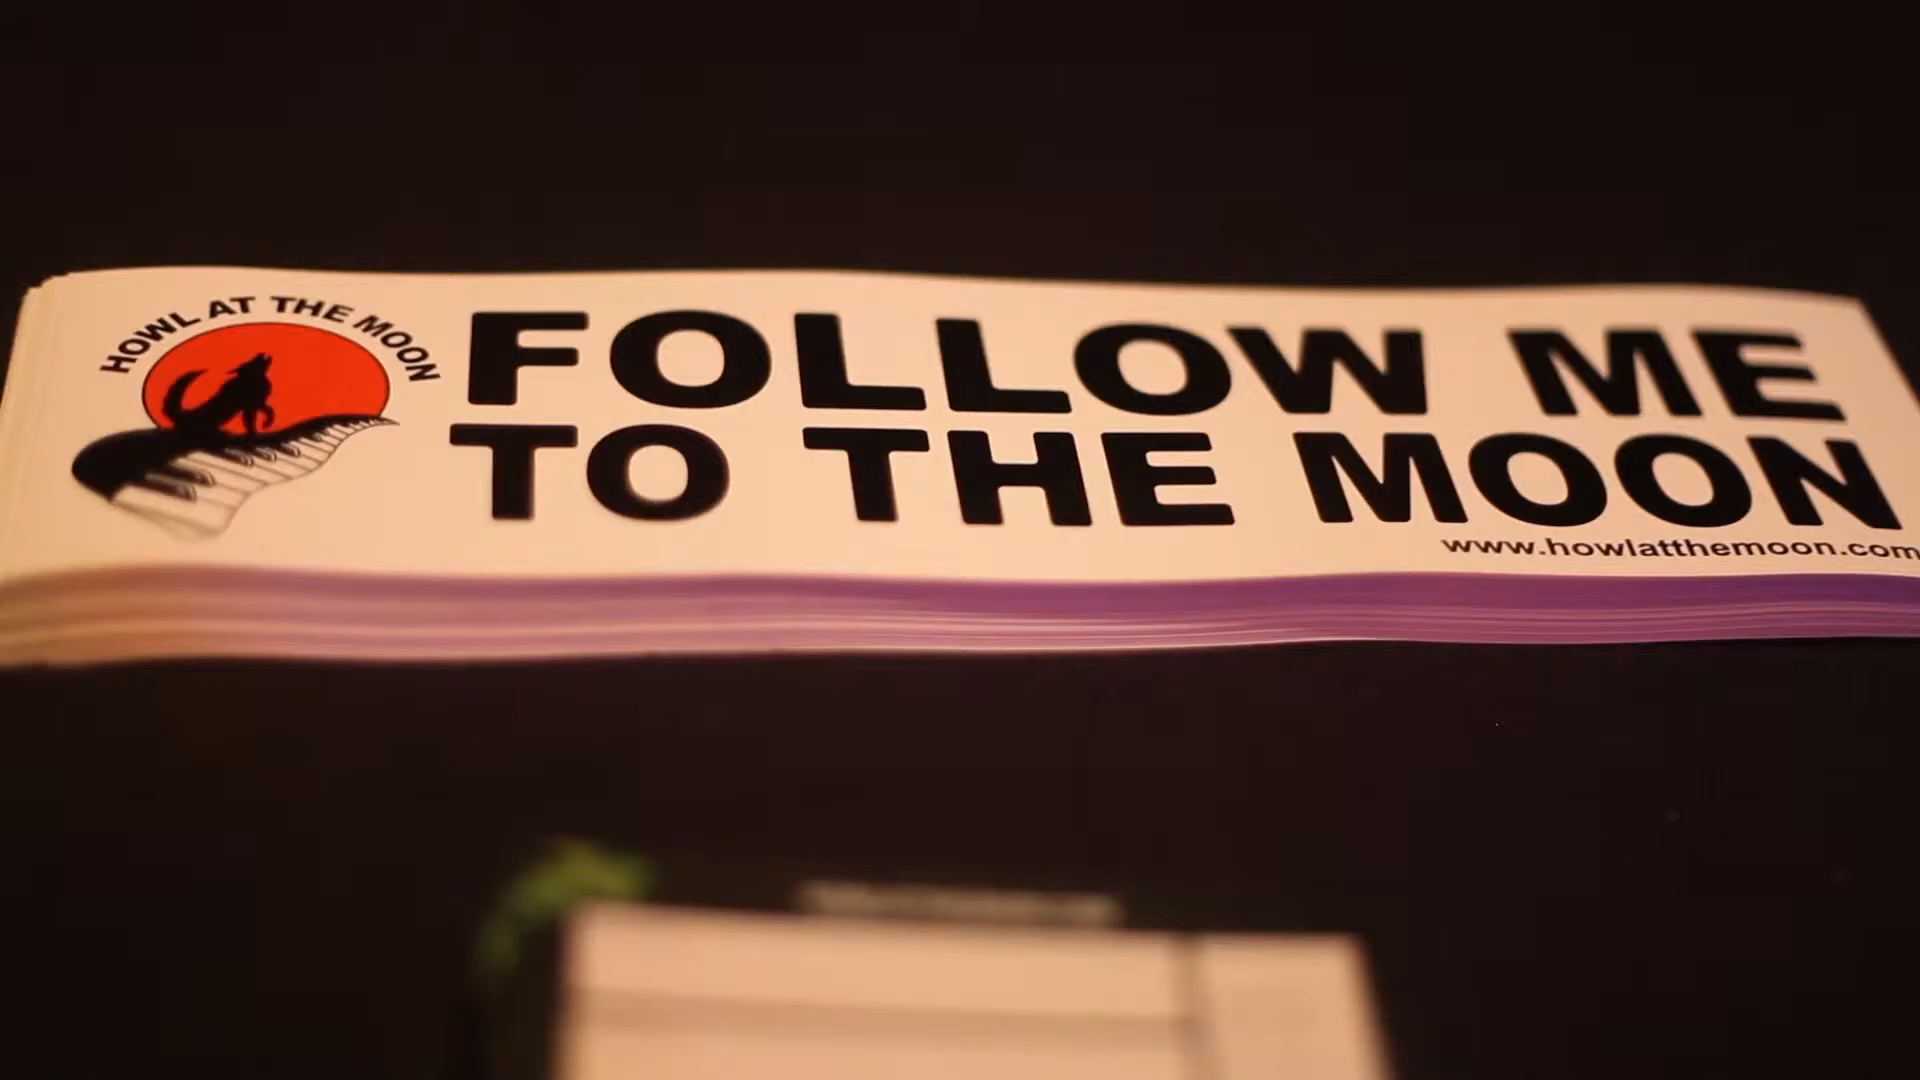 HOWL AT THE MOON
FOLLOW ME
TO THE MOON
www.howlatthemoon.com